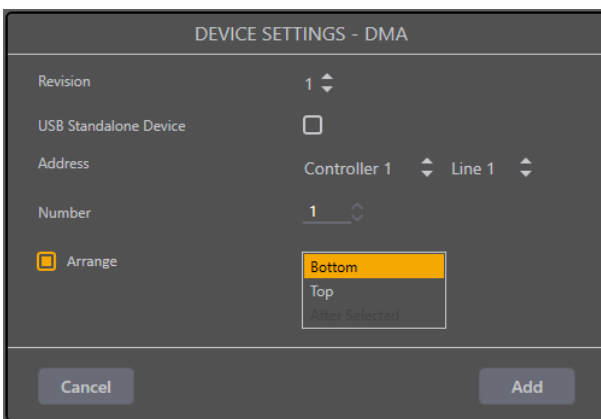 DEVICE SETTINGS - DMA
Revision 1
USB Standalone Device
Address Controller 1 Line 1
Number 1
Arrange Bottom
Top
After Selected
Cancel Add